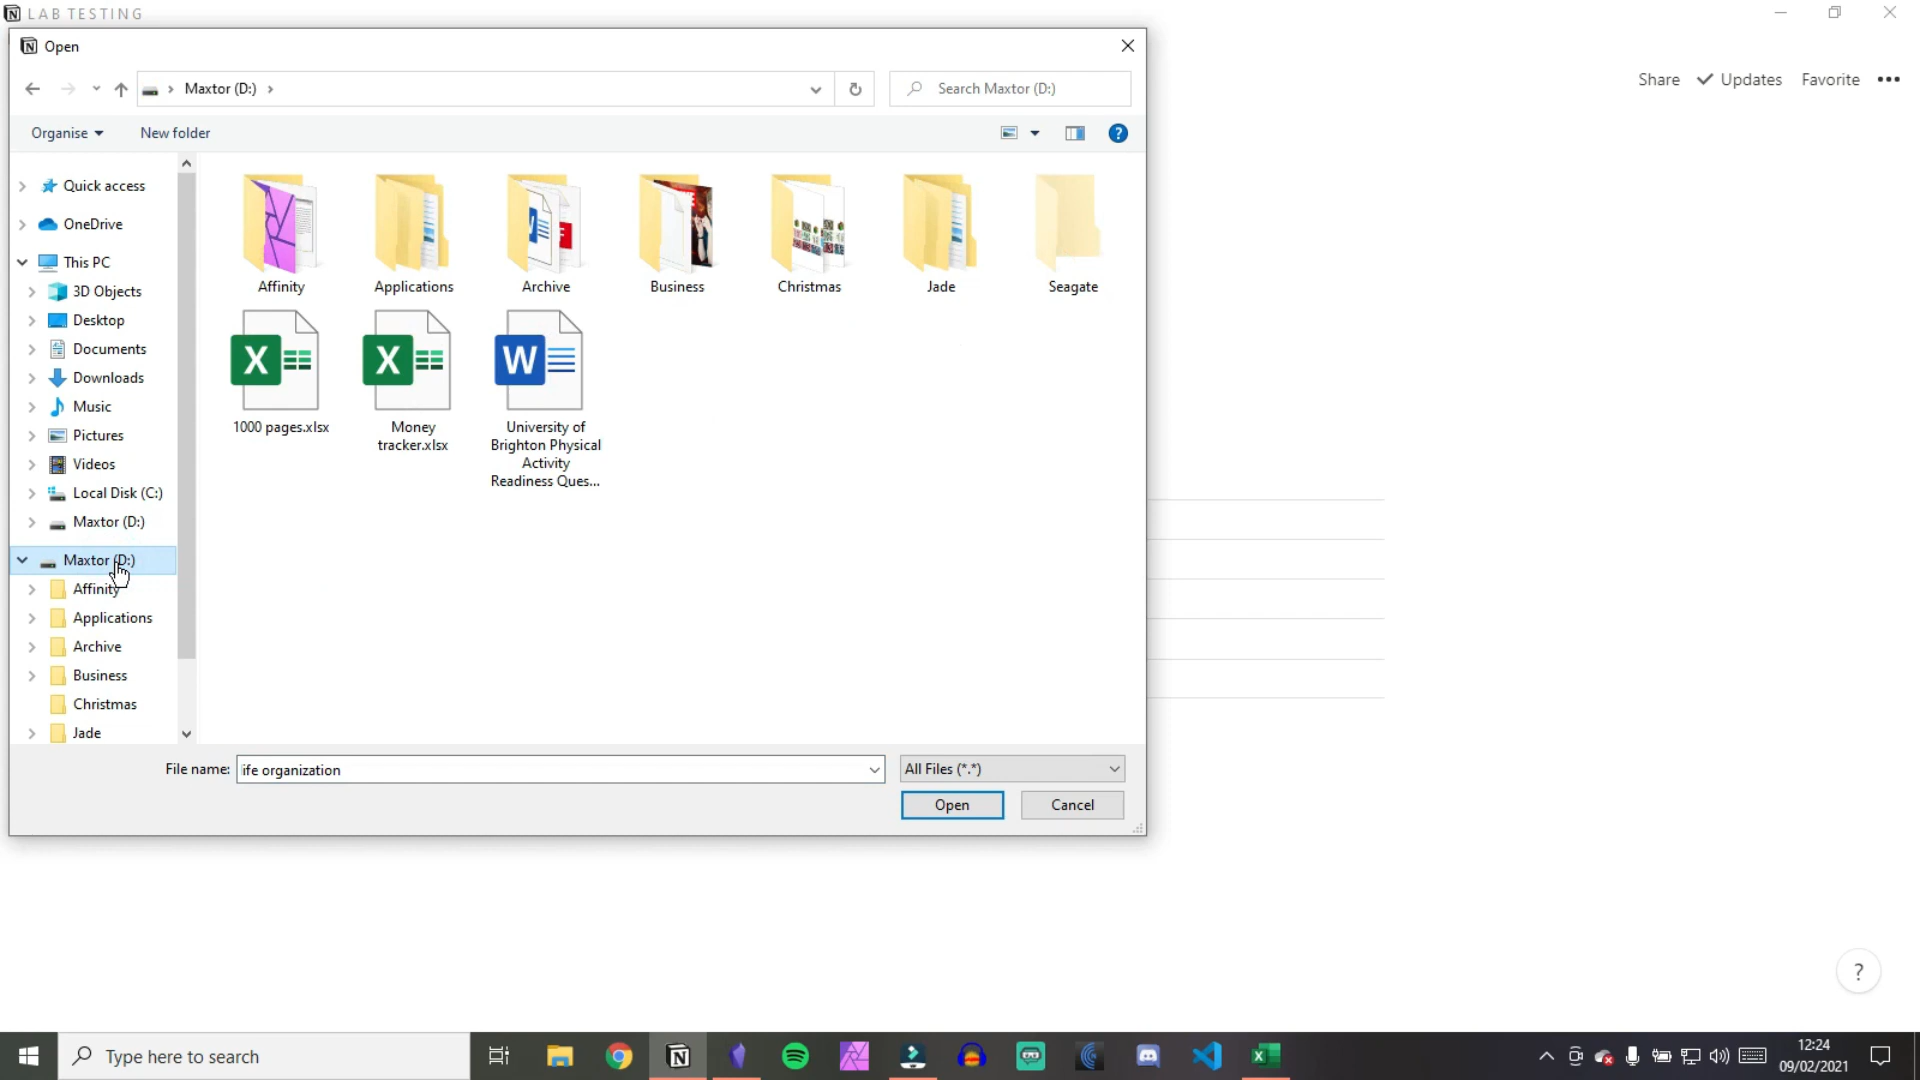 LAB TESTING
Open
Maxtor (D:)
Search Maxtor (D:)
Share
Updates
Favorite
Organise
New folder
Quick access
OneDrive
This PC
3D Objects
Desktop
Documents
Downloads
Music
Pictures
Videos
Local Disk (C:)
Maxtor (D:)
Maxtor (D:)
Affinity
Applications
Archive
Business
Christmas
Jade
Affinity
Applications
Archive
Business
Christmas
Jade
Seagate
1000 pages.xlsx
Money
tracker.xlsx
University of
Brighton Physical
Activity
Readiness Ques...
File name:
ife organization
All Files (*.*)
Open
Cancel
?
Type here to search
12:24
09/02/2021